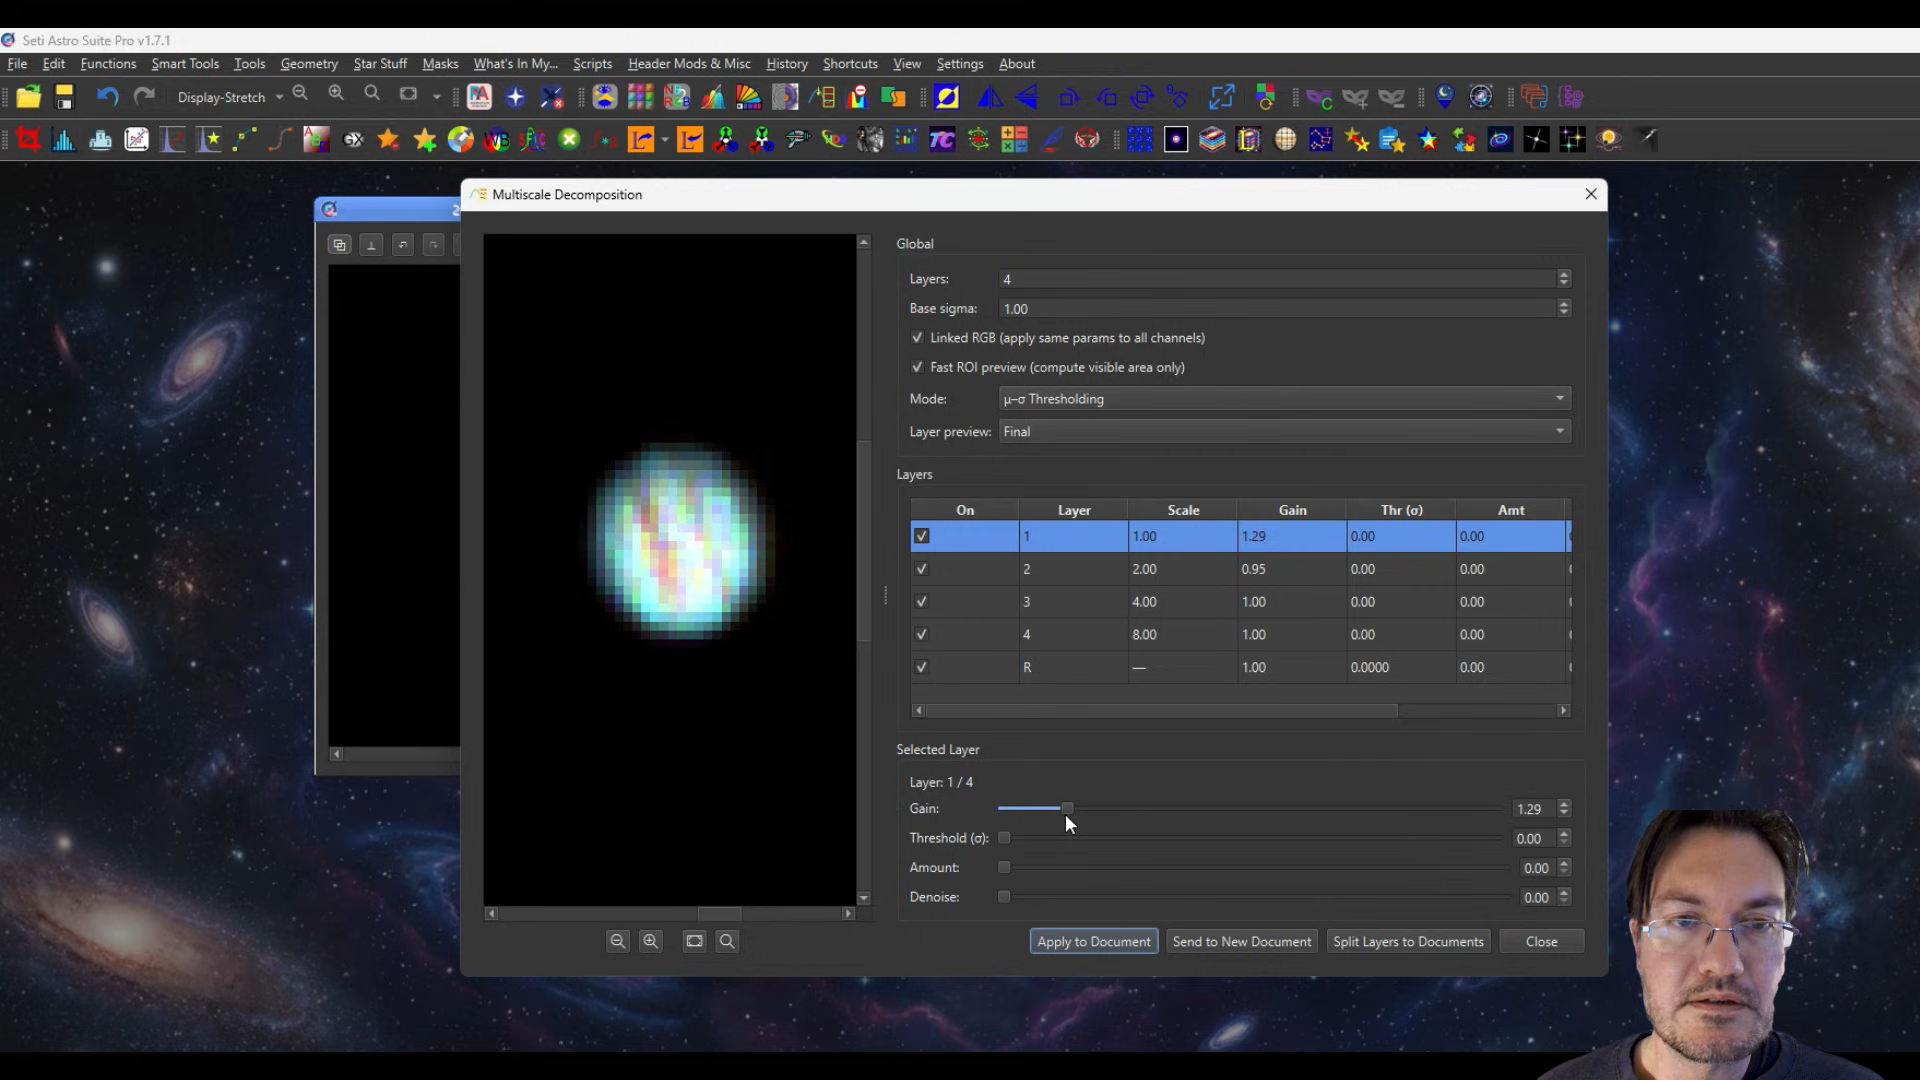 Seti Astro Suite Pro v1.7.1
File Edit Functions Smart Tools Tools Geometry Star Stuff Masks What's In My... Scripts Header Mods & Misc History Shortcuts View Settings About
Display-Stretch
Multiscale Decomposition
Global
Layers: 4
Base sigma: 1.00
Linked RGB (apply same params to all channels)
Fast ROI preview (compute visible area only)
Mode: μ–σ Thresholding
Layer preview: Final
Layers
On Layer Scale Gain Thr (σ) Amt
1 1.00 1.29 0.00 0.00
2 2.00 0.95 0.00 0.00
3 4.00 1.00 0.00 0.00
4 8.00 1.00 0.00 0.00
R — 1.00 0.0000 0.00
Selected Layer
Layer: 1 / 4
Gain: 1.29
Threshold (σ): 0.00
Amount: 0.00
Denoise: 0.00
Apply to Document Send to New Document Split Layers to Documents Close